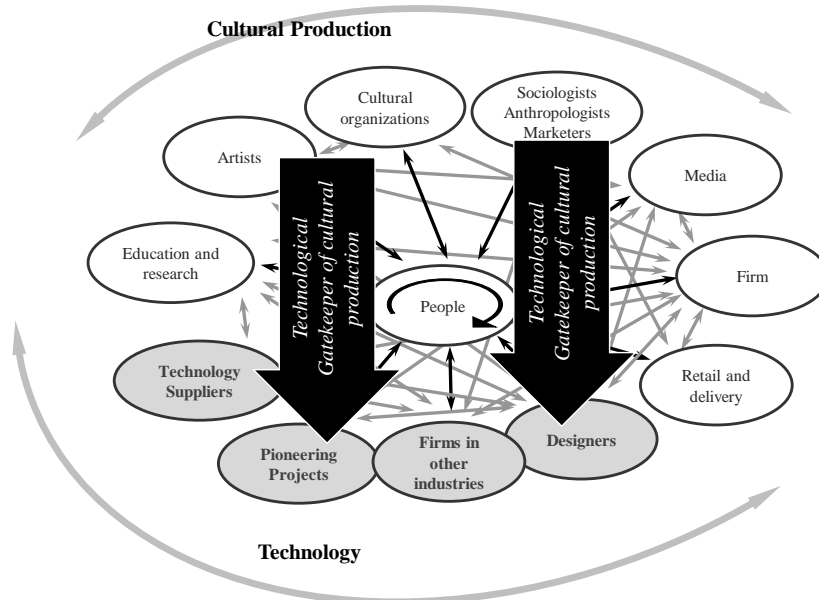 Cultural Production
Cultural
organizations
Sociologists
Anthropologists
Marketers
Artists
Media
Education and
research
Firm
People
Technological
Gatekeeper of cultural
production
Technological
Gatekeeper of cultural
production
Technology
Suppliers
Retail and
delivery
Pioneering
Projects
Firms in
other
industries
Designers
Technology